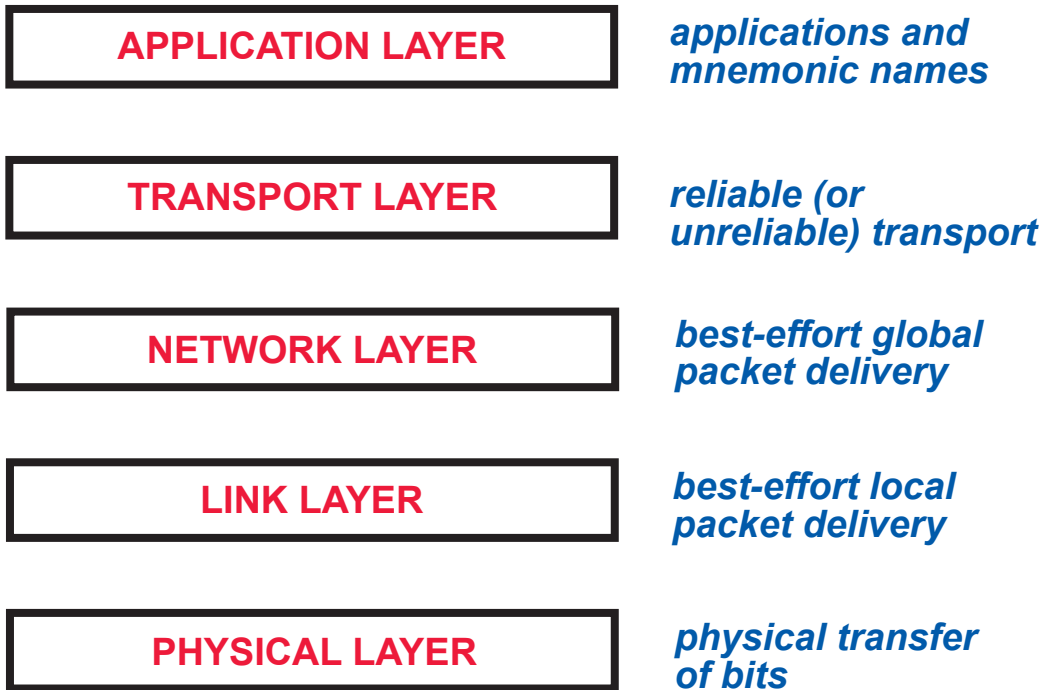 APPLICATION LAYER
applications and
mnemonic names
TRANSPORT LAYER
reliable (or
unreliable) transport
NETWORK LAYER
best-effort global
packet delivery
LINK LAYER
best-effort local
packet delivery
PHYSICAL LAYER
physical transfer
of bits